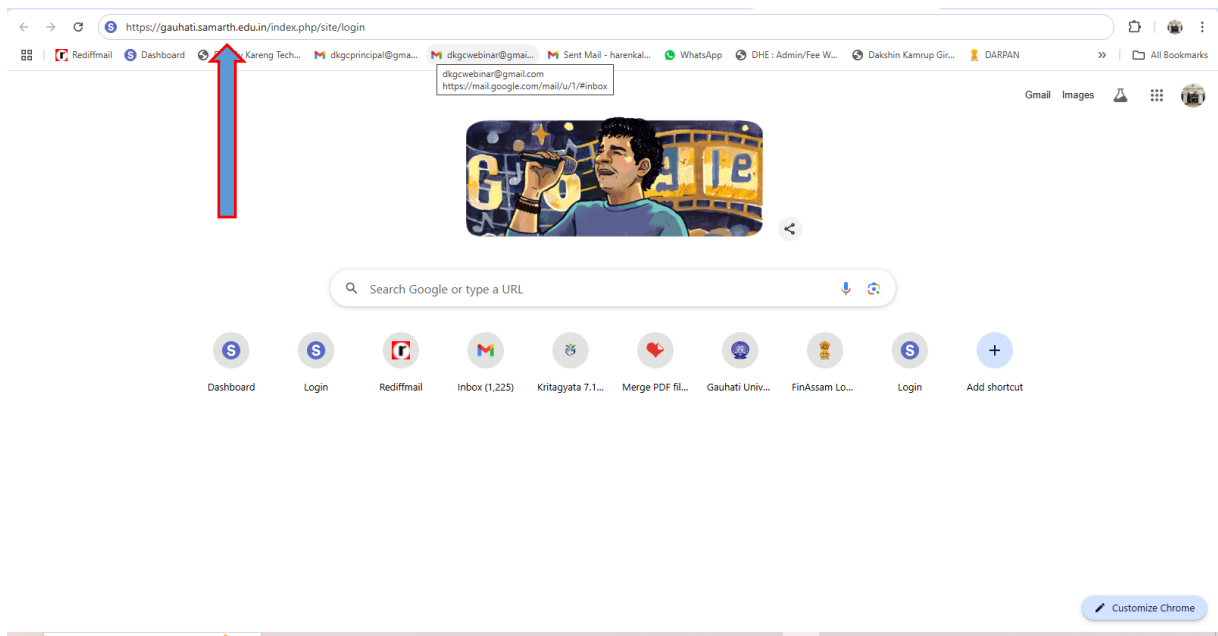 https://gauhati.samarth.edu.in/index.php/site/login
Rediffmail Dashboard Kareng Tech... dkgcprincipal@gma... dkgcwebinar@gmai... Sent Mail - harenkal... WhatsApp DHE : Admin/Fee W... Dakshin Kamrup Gir... DARPAN » All Bookmarks
dkgcwebinar@gmail.com
https://mail.google.com/mail/u/1/#inbox
Gmail Images
Google
Search Google or type a URL
Dashboard Login Rediffmail Inbox (1,225) Kritagyata 7.1... Merge PDF fil... Gauhati Univ... FinAssam Lo... Login Add shortcut
Customize Chrome